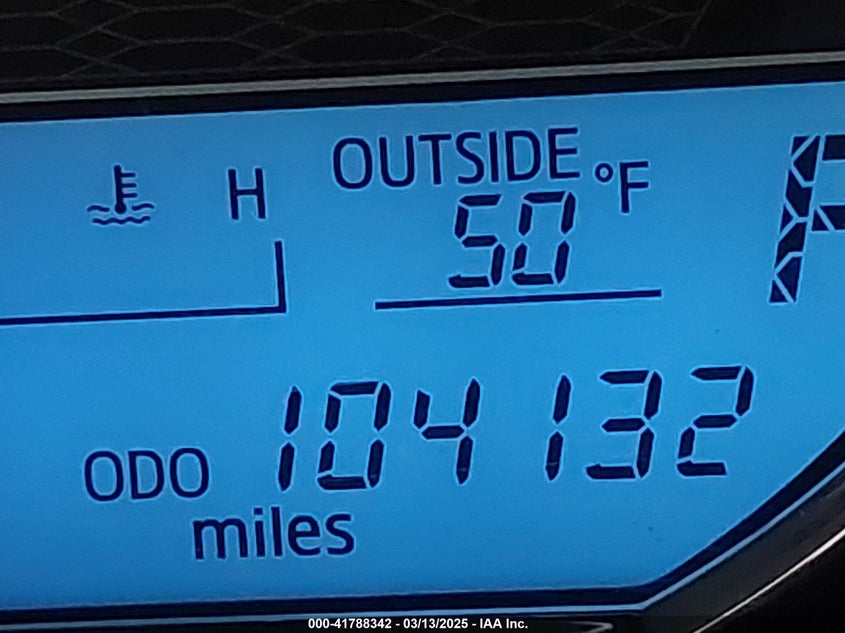 OUTSIDE
H
50 °F
P
ODO 104132
miles
000-41788342 - 03/13/2025 - IAA Inc.